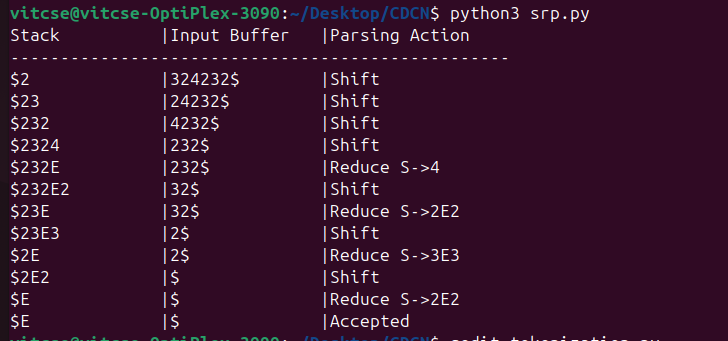 vitcse@vitcse-OptiPlex-3090:~/Desktop/CDCN$ python3 srp.py
Stack |Input Buffer |Parsing Action
--------------------------------------------------
$2 |324232$ |Shift
$23 |24232$ |Shift
$232 |4232$ |Shift
$2324 |232$ |Shift
$232E |232$ |Reduce S->4
$232E2 |32$ |Shift
$23E |32$ |Reduce S->2E2
$23E3 |2$ |Shift
$2E |2$ |Reduce S->3E3
$2E2 |$ |Shift
$E |$ |Reduce S->2E2
$E |$ |Accepted